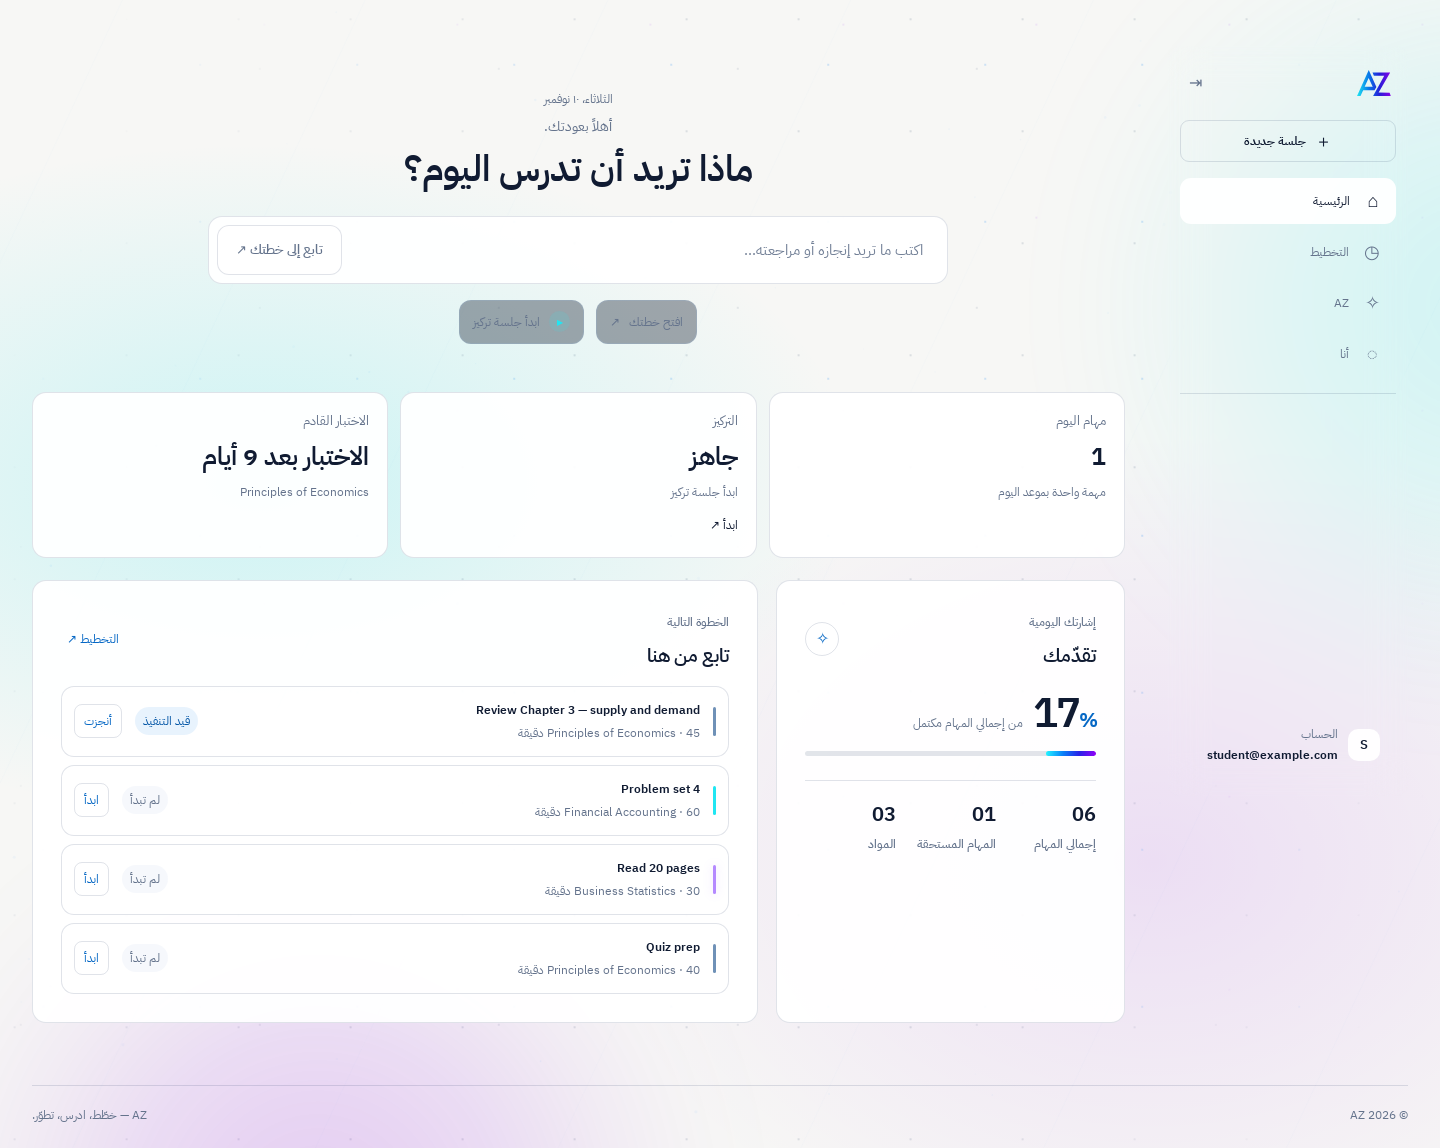 AZ
جلسة جديدة
الرئيسية
التخطيط
AZ
أنا
الحساب
student@example.com
S
الثلاثاء، ١٠ نوفمبر
أهلاً بعودتك.
ماذا تريد أن تدرس اليوم؟
اكتب ما تريد إنجازه أو مراجعته...
تابع إلى خطتك ↗
افتح خطتك ↗
ابدأ جلسة تركيز
مهام اليوم
1
مهمة واحدة بموعد اليوم
التركيز
جاهز
ابدأ جلسة تركيز
ابدأ ↗
الاختبار القادم
الاختبار بعد 9 أيام
Principles of Economics
إشارتك اليومية
تقدّمك
17%
من إجمالي المهام مكتمل
06
إجمالي المهام
01
المهام المستحقة
03
المواد
الخطوة التالية
تابع من هنا
التخطيط ↗
Review Chapter 3 — supply and demand
Principles of Economics · 45 دقيقة
قيد التنفيذ
أنجزت
Problem set 4
Financial Accounting · 60 دقيقة
لم تبدأ
ابدأ
Read 20 pages
Business Statistics · 30 دقيقة
لم تبدأ
ابدأ
Quiz prep
Principles of Economics · 40 دقيقة
لم تبدأ
ابدأ
© 2026 AZ
AZ — خطّط، ادرس، تطوّر.